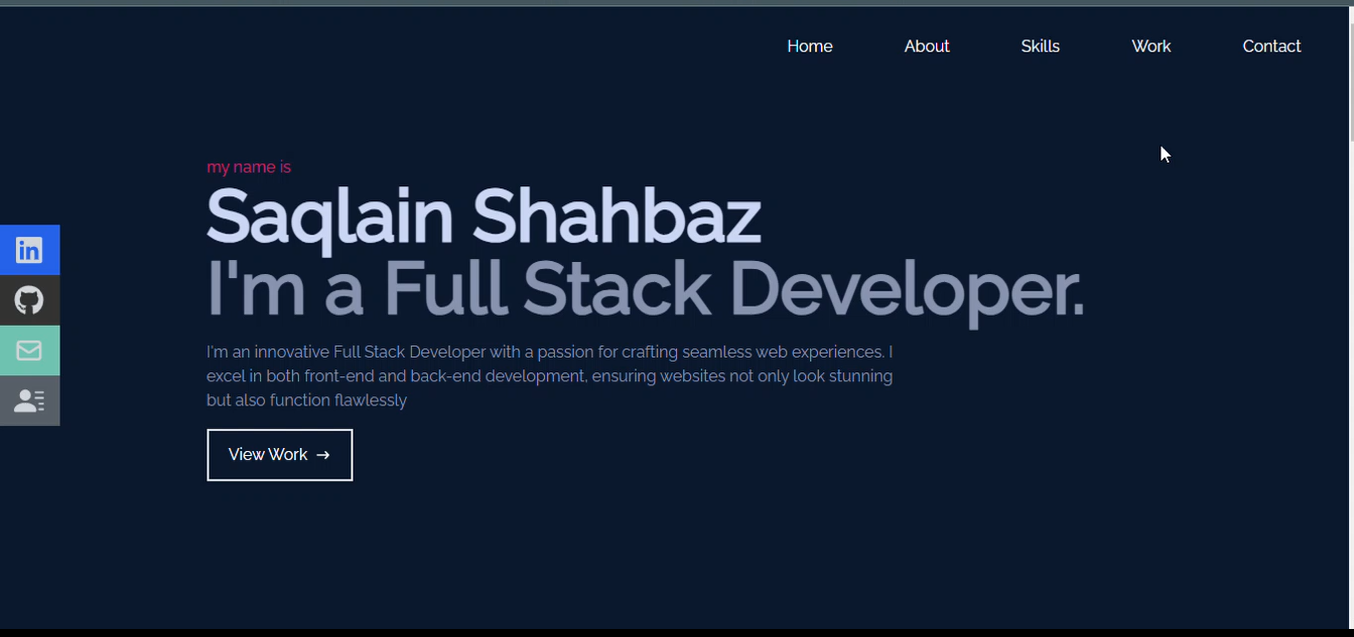 Home About Skills Work Contact
my name is
Saqlain Shahbaz
I'm a Full Stack Developer.
I'm an innovative Full Stack Developer with a passion for crafting seamless web experiences. I
excel in both front-end and back-end development, ensuring websites not only look stunning
but also function flawlessly
in
View Work →